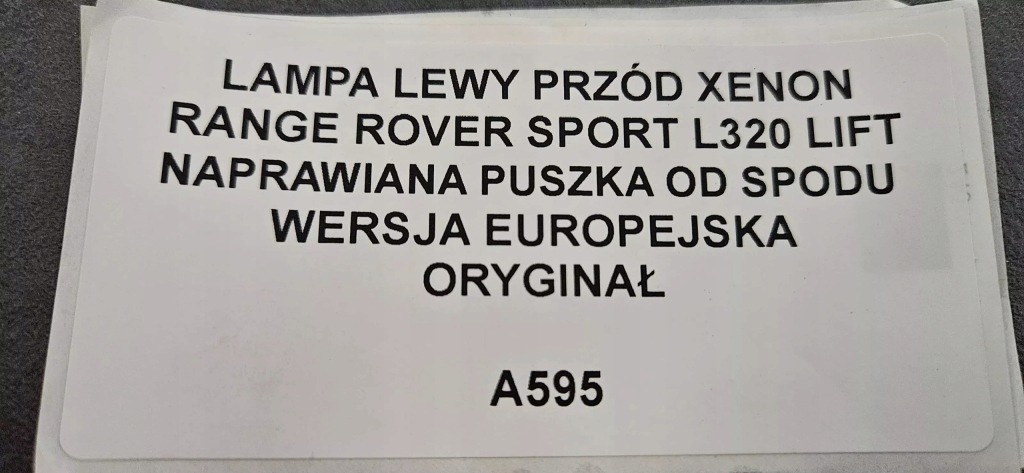 LAMPA LEWY PRZÓD XENON
RANGE ROVER SPORT L320 LIFT
NAPRAWIANA PUSZKA OD SPODU
WERSJA EUROPEJSKA
ORYGINAŁ
A595